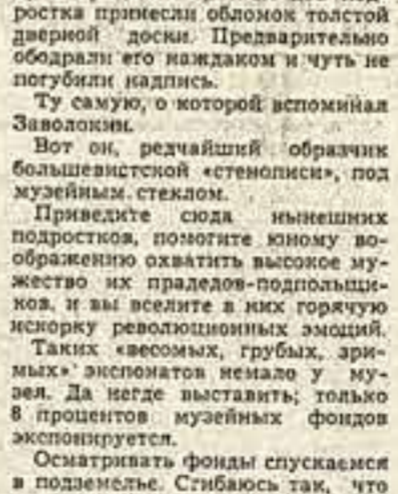 ростка принесли обломок толстой
дверной доски. Предварительно
ободрали его наждаком и чуть не
погубили надпись.
Ту самую, о которой вспоминал
Заволокин.
Вот он, редчайший образчик
большевистской «стенописи», под
музейным стеклом.
Приведите сюда нынешних
подростков, помогите юному во-
ображению охватить высокое му-
жество их прадедов-подпольщи-
ков, и вы вселите в них горячую
искорку революционных эмоций.
Таких «весомых, грубых, зри-
мых» экспонатов немало у му-
зея. Да негде выставить; только
8 процентов музейных фондов
экспонируется.
Осматривать фонды спускаемся
в подземелье. Сгибаюсь так, что